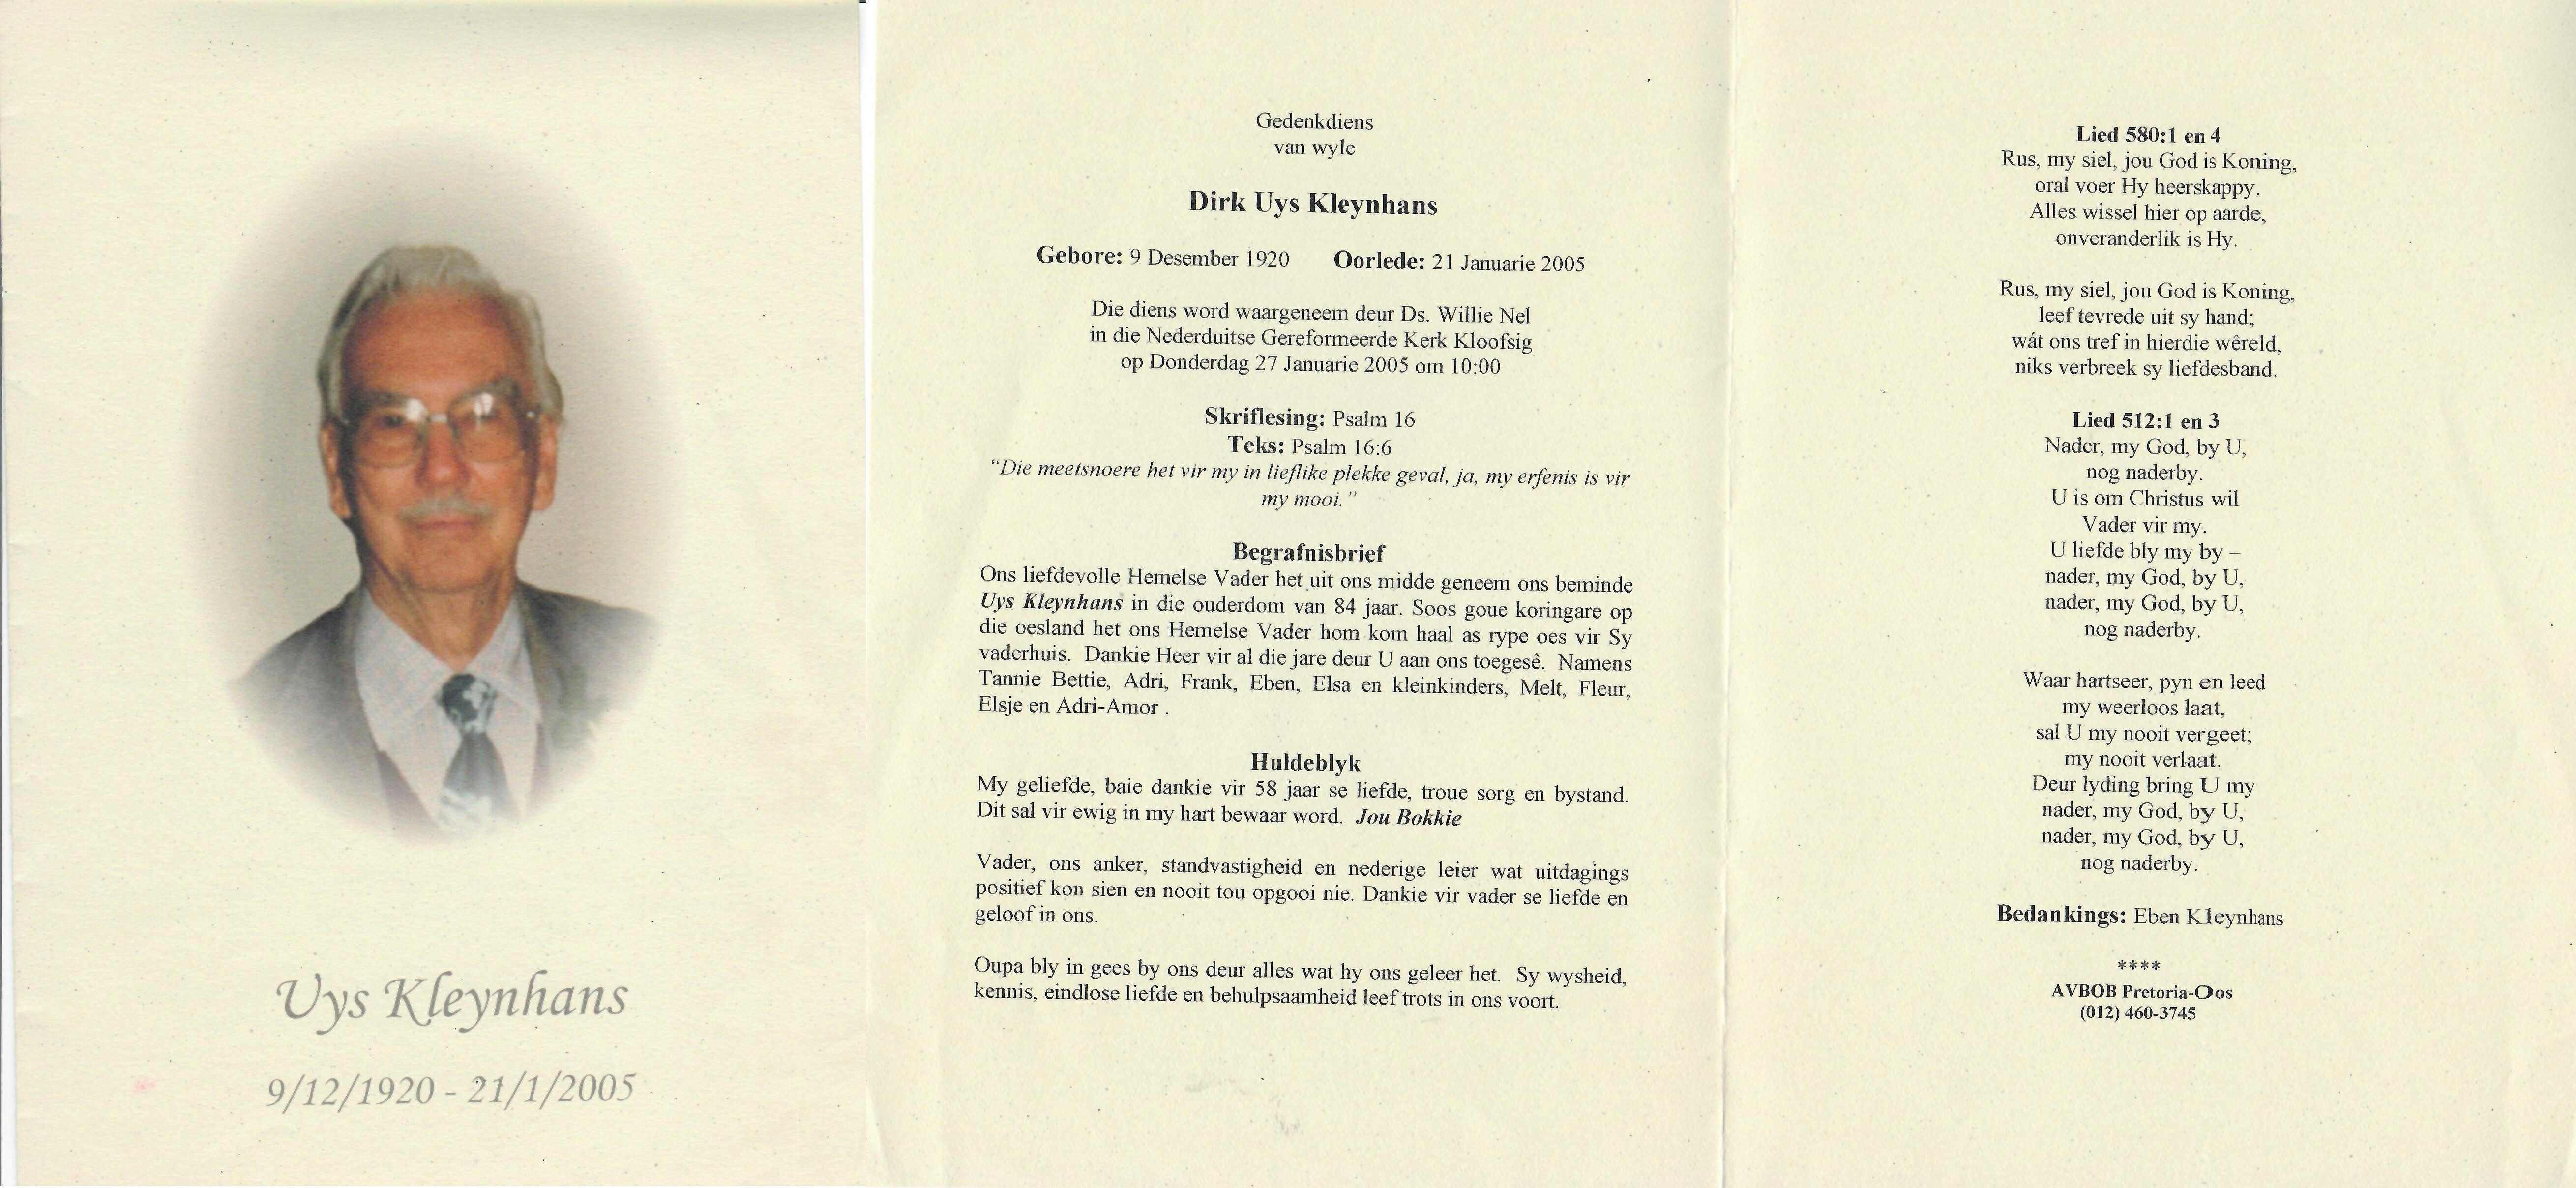 Uys Kleynhans
9/12/1920 - 21/1/2005
Gedenkdiens
van wyle
Dirk Uys Kleynhans
Gebore: 9 Desember 1920 Oorlede: 21 Januarie 2005
Die diens word waargeneem deur Ds. Willie Nel
in die Nederduitse Gereformeerde Kerk Kloofsig
op Donderdag 27 Januarie 2005 om 10:00
Skriflesing: Psalm 16
Teks: Psalm 16:6
“Die meetsnoere het vir my in lieflike plekke geval, ja, my erfenis is vir
my mooi.”
Begrafnisbrief
Ons liefdevolle Hemelse Vader het uit ons midde geneem ons beminde
Uys Kleynhans in die ouderdom van 84 jaar. Soos goue koringare op
die oesland het ons Hemelse Vader hom kom haal as rype oes vir Sy
vaderhuis. Dankie Heer vir al die jare deur U aan ons toegesê. Namens
Tannie Bettie, Adri, Frank, Eben, Elsa en kleinkinders, Melt, Fleur,
Elsje en Adri-Amor .
Huldeblyk
My geliefde, baie dankie vir 58 jaar se liefde, troue sorg en bystand.
Dit sal vir ewig in my hart bewaar word. Jou Bokkie
Vader, ons anker, standvastigheid en nederige leier wat uitdagings
positief kon sien en nooit tou opgooi nie. Dankie vir vader se liefde en
geloof in ons.
Oupa bly in gees by ons deur alles wat hy ons geleer het. Sy wysheid,
kennis, eindlose liefde en behulpsaamheid leef trots in ons voort.
Lied 580:1 en 4
Rus, my siel, jou God is Koning,
oral voer Hy heerskappy.
Alles wissel hier op aarde,
onveranderlik is Hy.
Rus, my siel, jou God is Koning,
leef tevrede uit sy hand;
wát ons tref in hierdie wêreld,
niks verbreek sy liefdesband.
Lied 512:1 en 3
Nader, my God, by U,
nog naderby.
U is om Christus wil
Vader vir my.
U liefde bly my by –
nader, my God, by U,
nader, my God, by U,
nog naderby.
Waar hartseer, pyn en leed
my weerloos laat,
sal U my nooit vergeet;
my nooit verlaat.
Deur lyding bring U my
nader, my God, by U,
nader, my God, by U,
nog naderby.
Bedankings: Eben Kleynhans
****
AVBOB Pretoria-Oos
(012) 460-3745